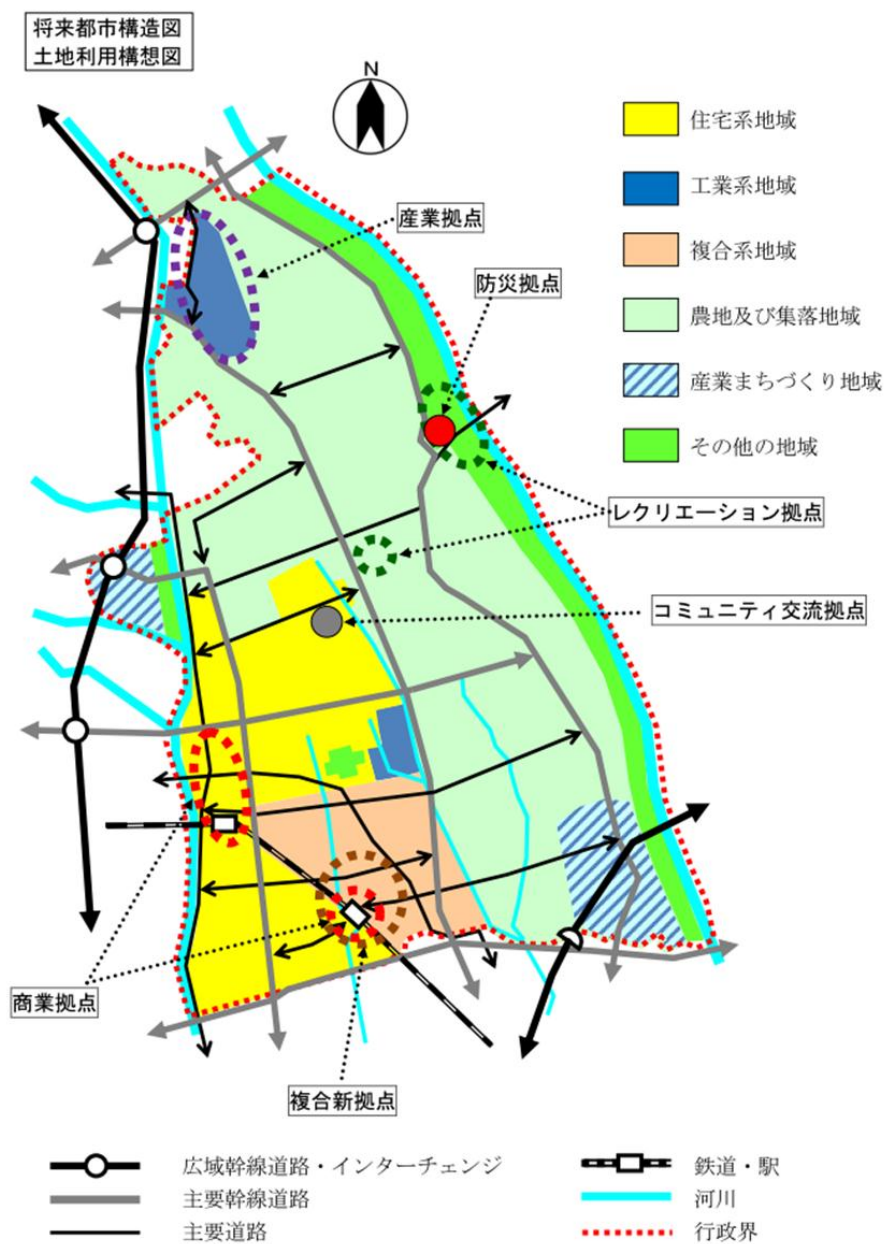 将来都市構造図
土地利用構想図
N
住宅系地域
工業系地域
複合系地域
農地及び集落地域
産業まちづくり地域
その他の地域
産業拠点
防災拠点
レクリエーション拠点
コミュニティ交流拠点
商業拠点
複合新拠点
広域幹線道路・インターチェンジ
主要幹線道路
主要道路
鉄道・駅
河川
行政界